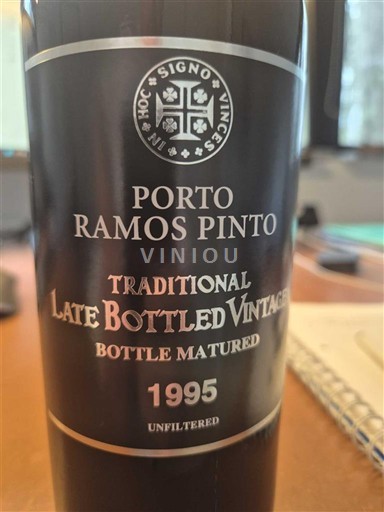 IN HOC SIGNO VINCES
PORTO
RAMOS PINTO
VINIOU
TRADITIONAL
LATE BOTTLED VINTAGE
BOTTLE MATURED
1995
UNFILTERED